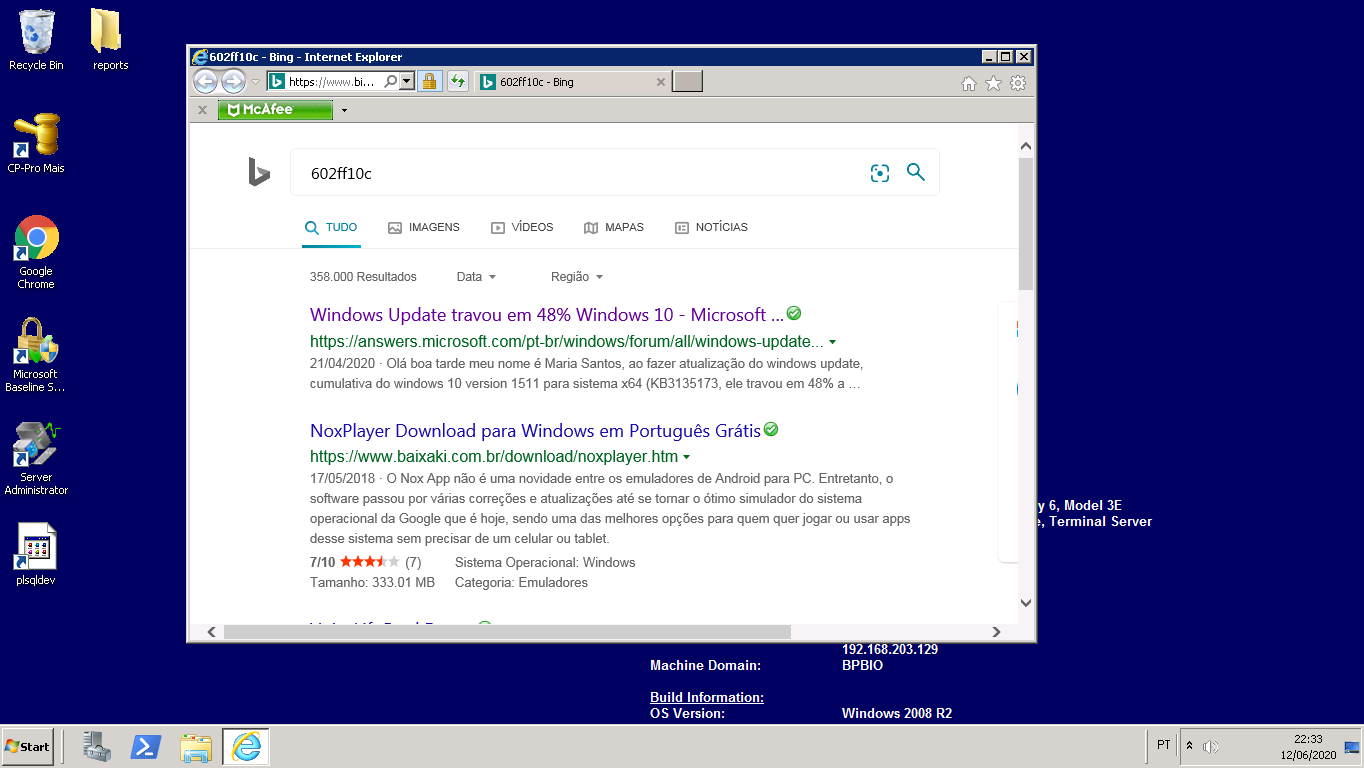 Recycle Bin
reports
CP-Pro Mais
Google
Chrome
Microsoft
Baseline S...
Server
Administrator
plsqldev
602ff10c - Bing - Internet Explorer
https://www.bi...
602ff10c - Bing
McAfee
602ff10c
TUDO
IMAGENS
VÍDEOS
MAPAS
NOTÍCIAS
358.000 Resultados
Data
Região
Windows Update travou em 48% Windows 10 - Microsoft ...
https://answers.microsoft.com/pt-br/windows/forum/all/windows-update...
21/04/2020 · Olá boa tarde meu nome é Maria Santos, ao fazer atualização do windows update,
cumulativa do windows 10 version 1511 para sistema x64 (KB3135173, ele travou em 48% a ...
NoxPlayer Download para Windows em Português Grátis
https://www.baixaki.com.br/download/noxplayer.htm
17/05/2018 · O Nox App não é uma novidade entre os emuladores de Android para PC. Entretanto, o
software passou por várias correções e atualizações até se tornar o ótimo simulador do sistema
operacional da Google que é hoje, sendo uma das melhores opções para quem quer jogar ou usar apps
desse sistema sem precisar de um celular ou tablet.
7/10 (7) Sistema Operacional: Windows
Tamanho: 333.01 MB Categoria: Emuladores
y 6, Model 3E
e, Terminal Server
192.168.203.129
Machine Domain: BPBIO
Build Information:
OS Version: Windows 2008 R2
Start
PT
22:33
12/06/2020